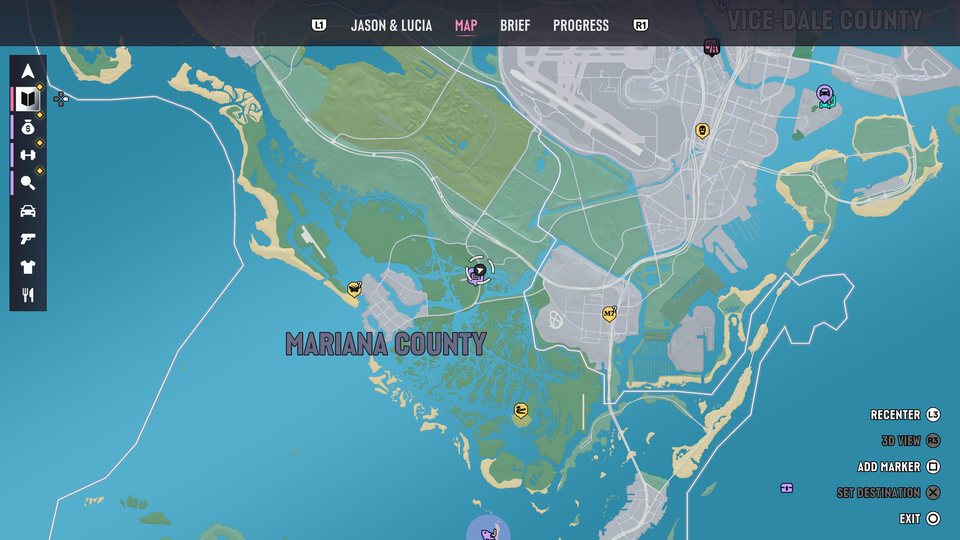 L1 JASON & LUCIA MAP BRIEF PROGRESS R1
VICE-DALE COUNTY
MARIANA COUNTY
RECENTER L3
3D VIEW R3
ADD MARKER
SET DESTINATION
EXIT